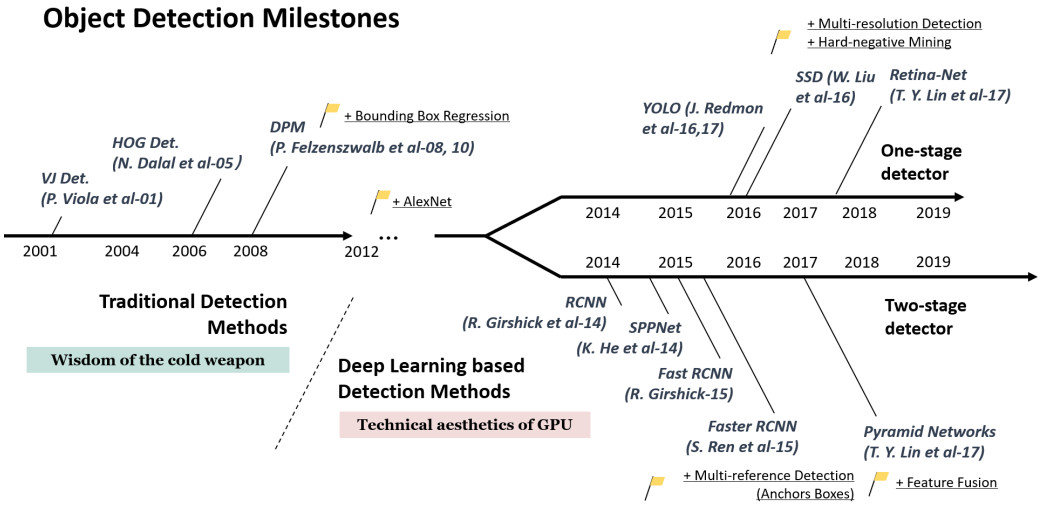 Object Detection Milestones
+ Multi-resolution Detection
+ Hard-negative Mining
SSD (W. Liu
et al-16)
Retina-Net
(T. Y. Lin et al-17)
YOLO (J. Redmon
et al-16,17)
+ Bounding Box Regression
DPM
(P. Felzenszwalb et al-08, 10)
HOG Det.
(N. Dalal et al-05)
VJ Det.
(P. Viola et al-01)
+ AlexNet
One-stage
detector
2014 2015 2016 2017 2018 2019
...
2001 2004 2006 2008 2012
2014 2015 2016 2017 2018 2019
Two-stage
detector
Traditional Detection
Methods
Wisdom of the cold weapon
RCNN
(R. Girshick et al-14)
SPPNet
(K. He et al-14)
Deep Learning based
Detection Methods
Technical aesthetics of GPU
Fast RCNN
(R. Girshick-15)
Faster RCNN
(S. Ren et al-15)
Pyramid Networks
(T. Y. Lin et al-17)
+ Multi-reference Detection
(Anchors Boxes)
+ Feature Fusion